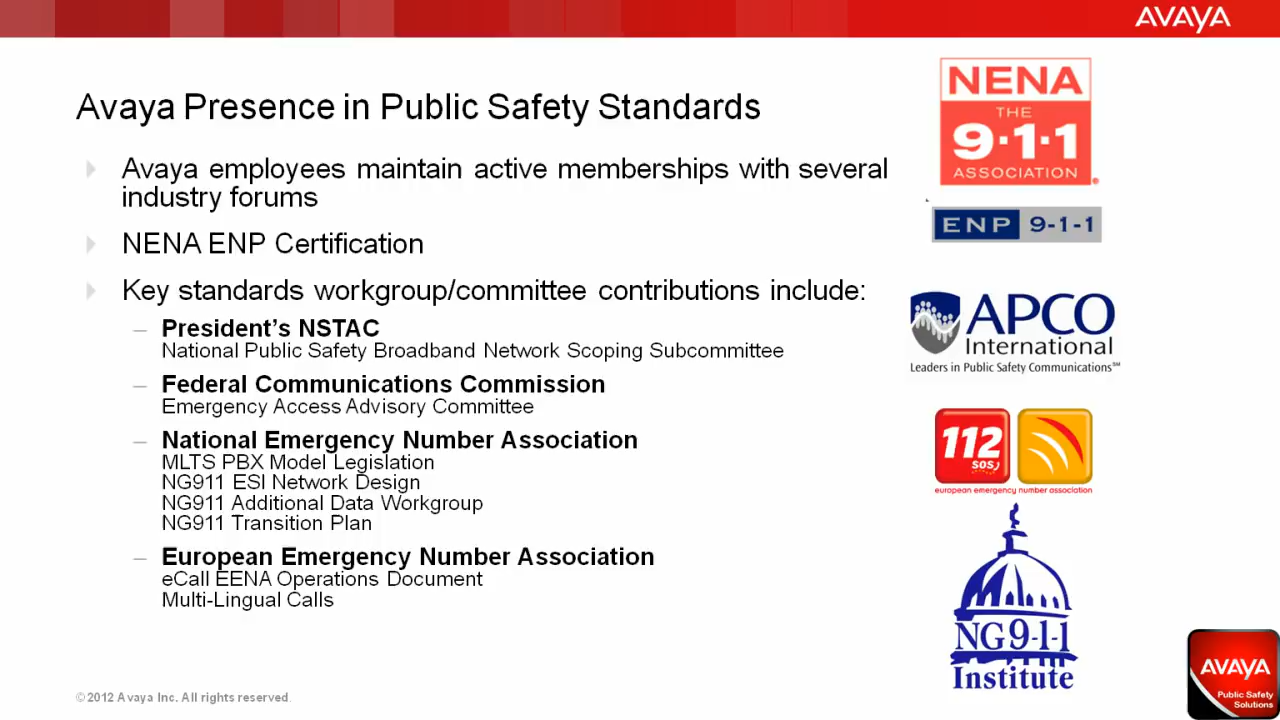 AVAYA
Avaya Presence in Public Safety Standards
Avaya employees maintain active memberships with several
industry forums
NENA ENP Certification
Key standards workgroup/committee contributions include:
– President's NSTAC
National Public Safety Broadband Network Scoping Subcommittee
– Federal Communications Commission
Emergency Access Advisory Committee
– National Emergency Number Association
MLTS PBX Model Legislation
NG911 ESI Network Design
NG911 Additional Data Workgroup
NG911 Transition Plan
– European Emergency Number Association
eCall EENA Operations Document
Multi-Lingual Calls
NENA
THE
9·1·1
ASSOCIATION ®
ENP 9-1-1
APCO
International
Leaders in Public Safety Communications℠
112
SOS
european emergency number association
NG9-1-1
Institute
AVAYA
Public Safety
Solutions
© 2012 Avaya Inc. All rights reserved.